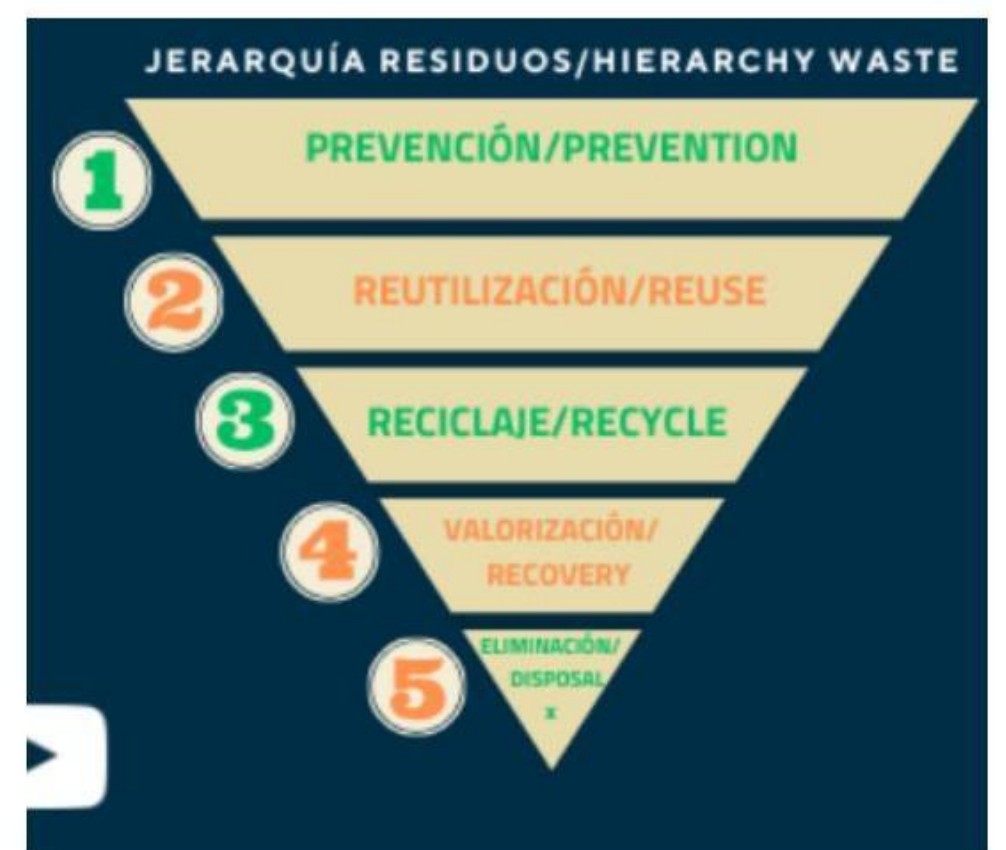 JERARQUÍA RESIDUOS/HIERARCHY WASTE
1
PREVENCIÓN/PREVENTION
2
REUTILIZACIÓN/REUSE
3
RECICLAJE/RECYCLE
4
VALORIZACIÓN/
RECOVERY
5
ELIMINACIÓN/
DISPOSAL
x